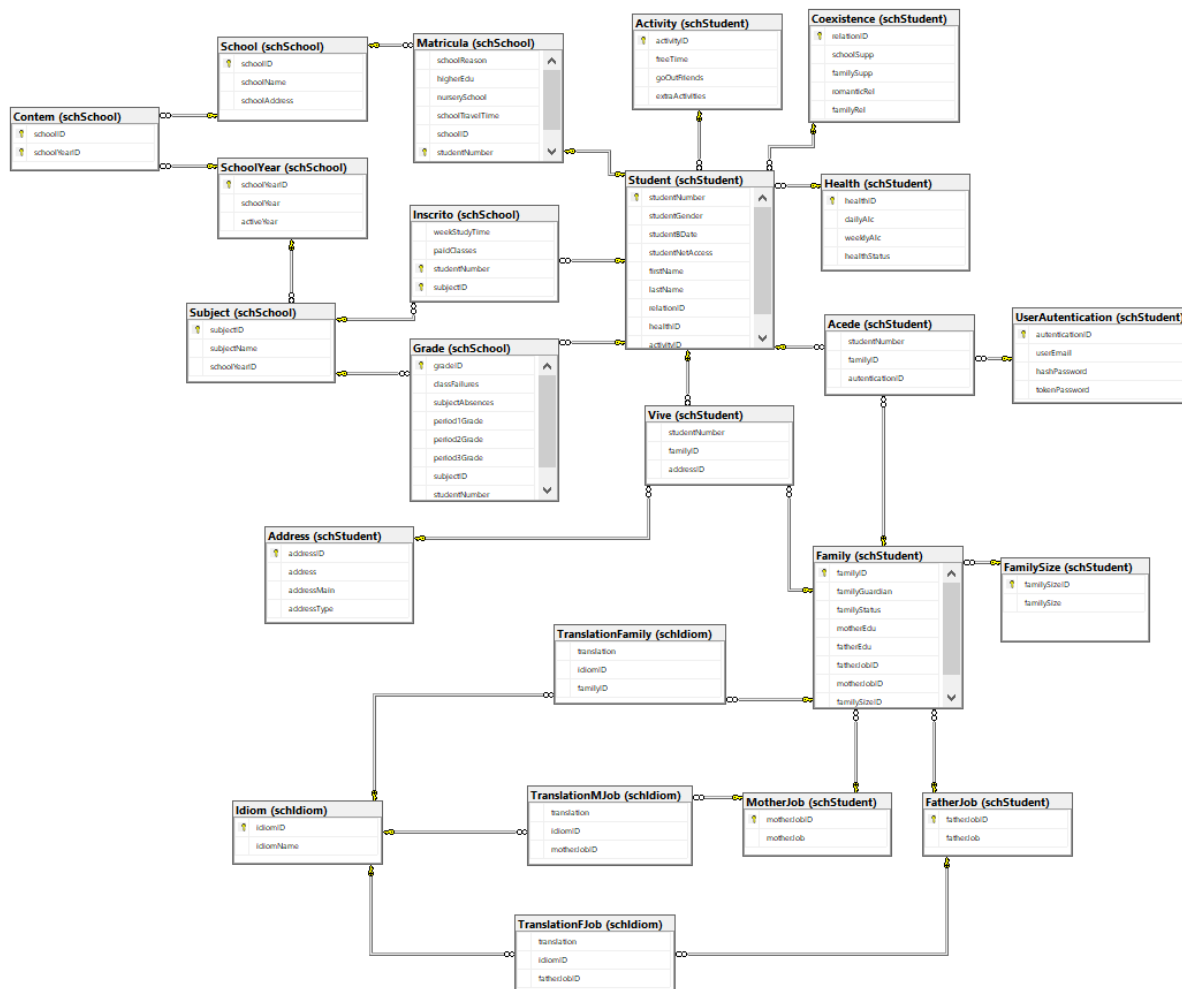 Activity (schStudent)
activityID
freeTime
goOutFriends
extraActivities
Coexistence (schStudent)
relationID
schoolSupp
familySupp
romanticRel
familyRel
School (schSchool)
schoolID
schoolName
schoolAddress
Matricula (schSchool)
schoolReason
higherEdu
nurserySchool
schoolTravelTime
schoolID
studentNumber
Contem (schSchool)
schoolID
schoolYearID
SchoolYear (schSchool)
schoolYearID
schoolYear
activeYear
Student (schStudent)
studentNumber
studentGender
studentBDate
studentNetAccess
firstName
lastName
relationID
healthID
activityID
Health (schStudent)
healthID
dailyAlc
weeklyAlc
healthStatus
Inscrito (schSchool)
weekStudyTime
paidClasses
studentNumber
subjectID
Subject (schSchool)
subjectID
subjectName
schoolYearID
Grade (schSchool)
gradeID
classFailures
subjectAbsences
period1Grade
period2Grade
period3Grade
subjectID
studentNumber
Acede (schStudent)
studentNumber
familyID
autenticationID
UserAutentication (schStudent)
autenticationID
userEmail
hashPassword
tokenPassword
Vive (schStudent)
studentNumber
familyID
addressID
Address (schStudent)
addressID
address
addressMain
addressType
Family (schStudent)
familyID
familyGuardian
familyStatus
motherEdu
fatherEdu
fatherJobID
motherJobID
familySizeID
FamilySize (schStudent)
familySizeID
familySize
TranslationFamily (schIdiom)
translation
idiomID
familyID
Idiom (schIdiom)
idiomID
idiomName
TranslationMJob (schIdiom)
translation
idiomID
motherJobID
MotherJob (schStudent)
motherJobID
motherJob
FatherJob (schStudent)
fatherJobID
fatherJob
TranslationFJob (schIdiom)
translation
idiomID
fatherJobID